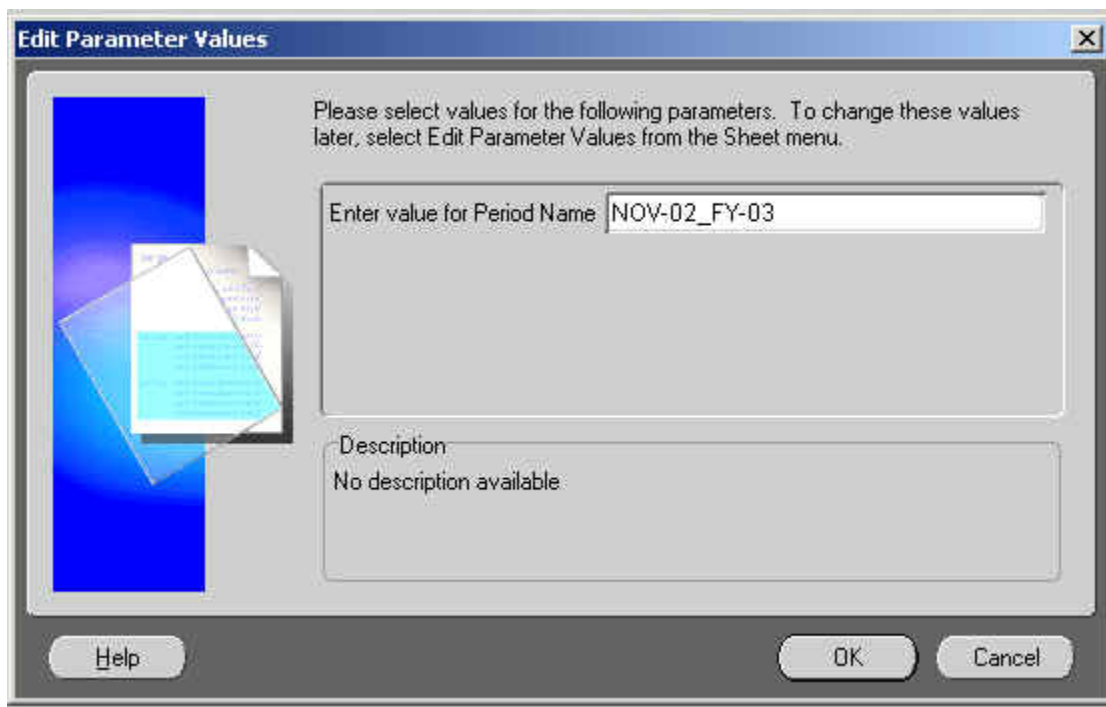 Edit Parameter Values
Please select values for the following parameters. To change these values
later, select Edit Parameter Values from the Sheet menu.
Enter value for Period Name NOV-02_FY-03
Description
No description available
Help OK Cancel